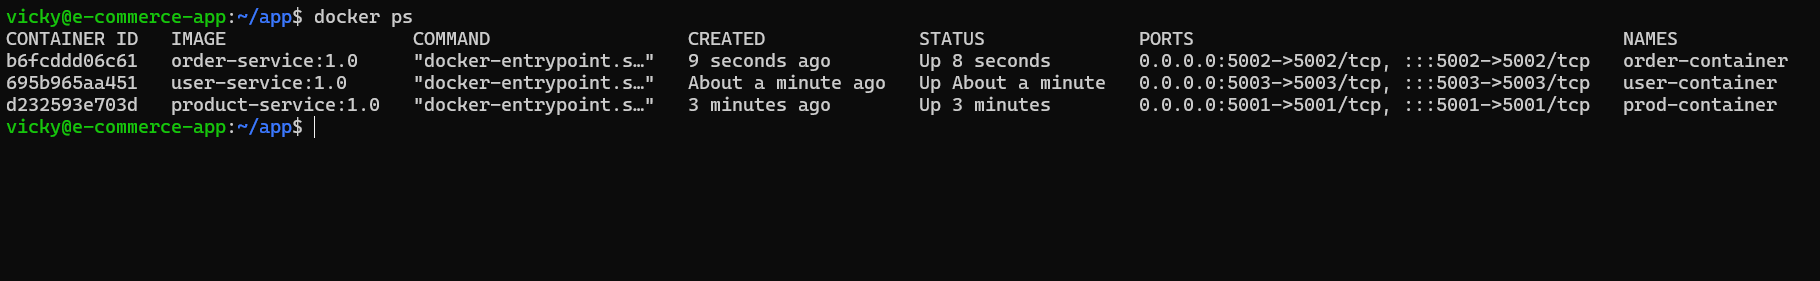 vicky@e-commerce-app:~/app$ docker ps
CONTAINER ID   IMAGE                 COMMAND                  CREATED              STATUS              PORTS                                       NAMES
b6fcddd06c61   order-service:1.0     "docker-entrypoint.s…"   9 seconds ago        Up 8 seconds        0.0.0.0:5002->5002/tcp, :::5002->5002/tcp   order-container
695b965aa451   user-service:1.0      "docker-entrypoint.s…"   About a minute ago   Up About a minute   0.0.0.0:5003->5003/tcp, :::5003->5003/tcp   user-container
d232593e703d   product-service:1.0   "docker-entrypoint.s…"   3 minutes ago        Up 3 minutes        0.0.0.0:5001->5001/tcp, :::5001->5001/tcp   prod-container
vicky@e-commerce-app:~/app$